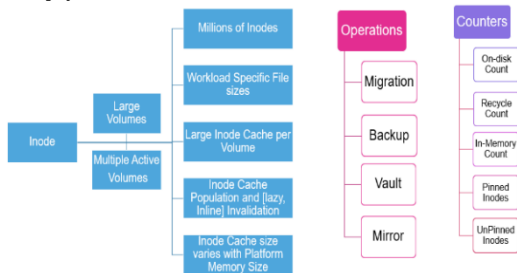 Inode
Large
Volumes
Multiple Active
Volumes
Millions of Inodes
Workload Specific File
sizes
Large Inode Cache per
Volume
Inode Cache
Population and [lazy,
Inline] Invalidation
Inode Cache size
varies with Platform
Memory Size
Operations
Migration
Backup
Vault
Mirror
Counters
On-disk
Count
Recycle
Count
In-Memory
Count
Pinned
Inodes
UnPinned
Inodes